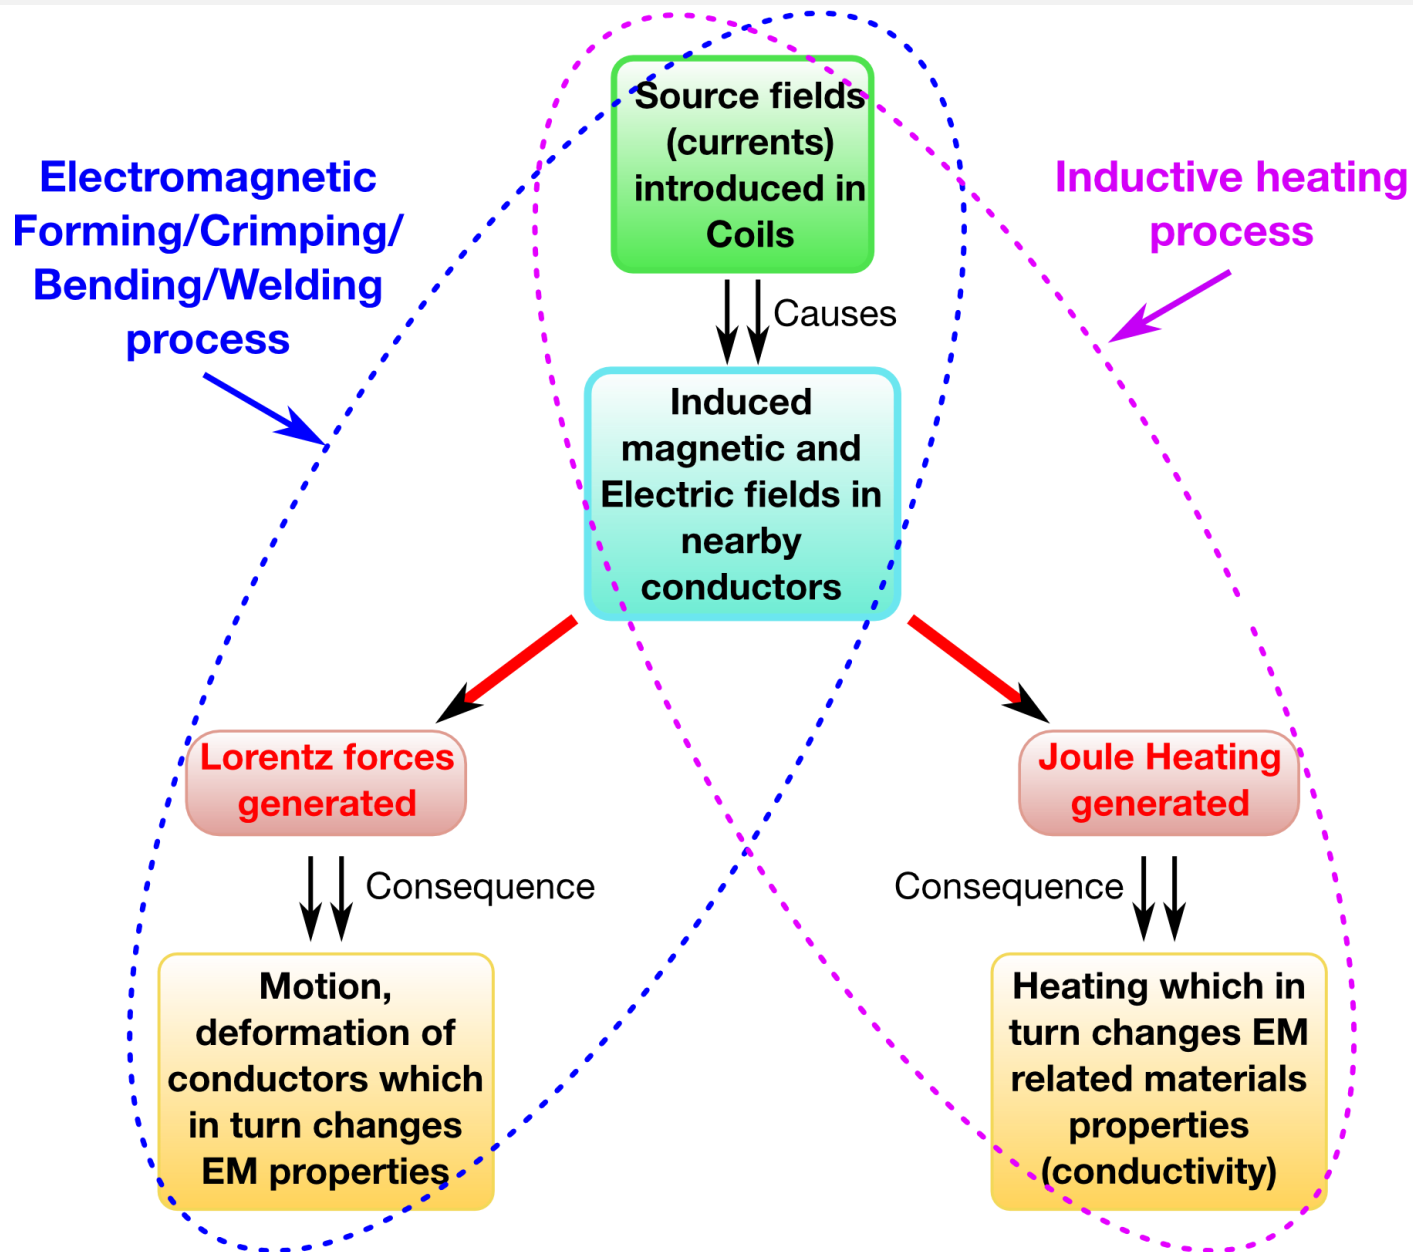 Source fields
(currents)
introduced in
Coils
Electromagnetic
Forming/Crimping/
Bending/Welding
process
Inductive heating
process
Causes
Induced
magnetic and
Electric fields in
nearby
conductors
Lorentz forces
generated
Joule Heating
generated
Consequence
Consequence
Motion,
deformation of
conductors which
in turn changes
EM properties
Heating which in
turn changes EM
related materials
properties
(conductivity)